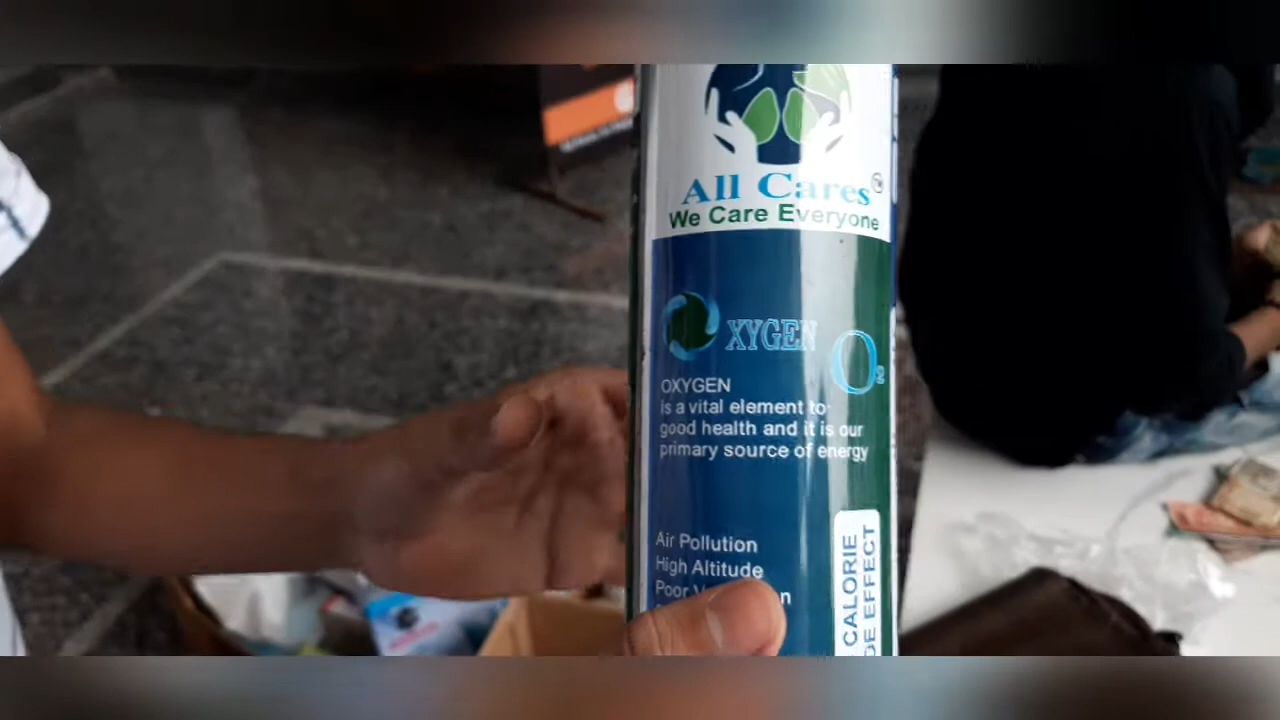 All Cares TM
We Care Everyone
XYGEN O2
OXYGEN
is a vital element to
good health and it is our
primary source of energy
Air Pollution
High Altitude
Poor
CALORIE
EFFECT